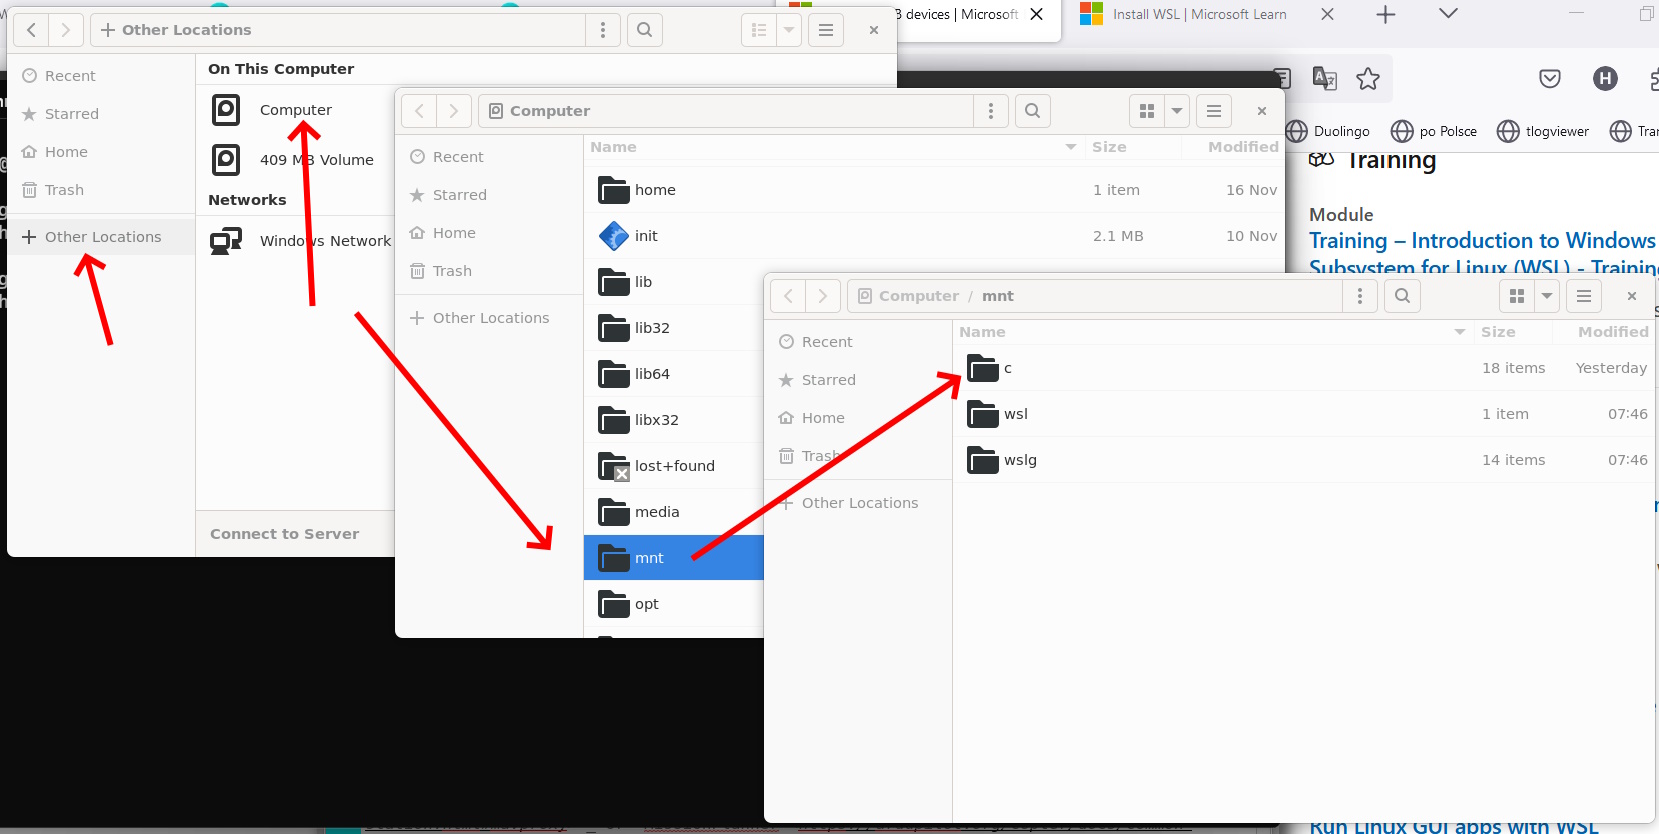 Other Locations
Recent
Starred
Home
Trash
Other Locations
On This Computer
Computer
409 MB Volume
Networks
Windows Network
Connect to Server
Computer
Recent
Starred
Home
Trash
Other Locations
Name Size Modified
home 1 item 16 Nov
init 2.1 MB 10 Nov
lib
lib32
lib64
libx32
lost+found
media
mnt
opt
Computer / mnt
Recent
Starred
Home
Trash
Other Locations
Name Size Modified
c 18 items Yesterday
wsl 1 item 07:46
wslg 14 items 07:46
devices | Microsoft
Install WSL | Microsoft Learn
H
Duolingo
po Polsce
tlogviewer
Training
Module
Training – Introduction to Windows
Subsystem for Linux (WSL) -
Run Linux GUI apps with WSL